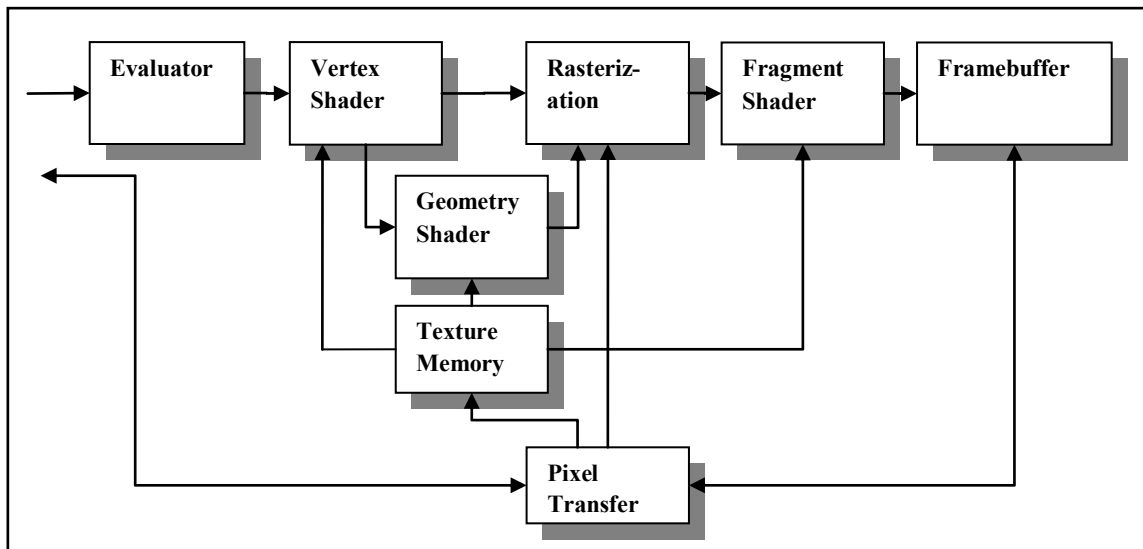 Evaluator
Vertex
Shader
Rasteriz-
ation
Fragment
Shader
Framebuffer
Geometry
Shader
Texture
Memory
Pixel
Transfer